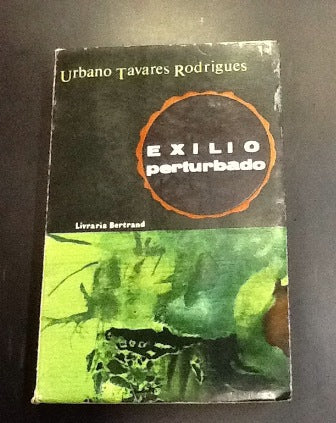 Urbano Tavares Rodrigues
EXILIO
perturbado
Livraria Bertrand